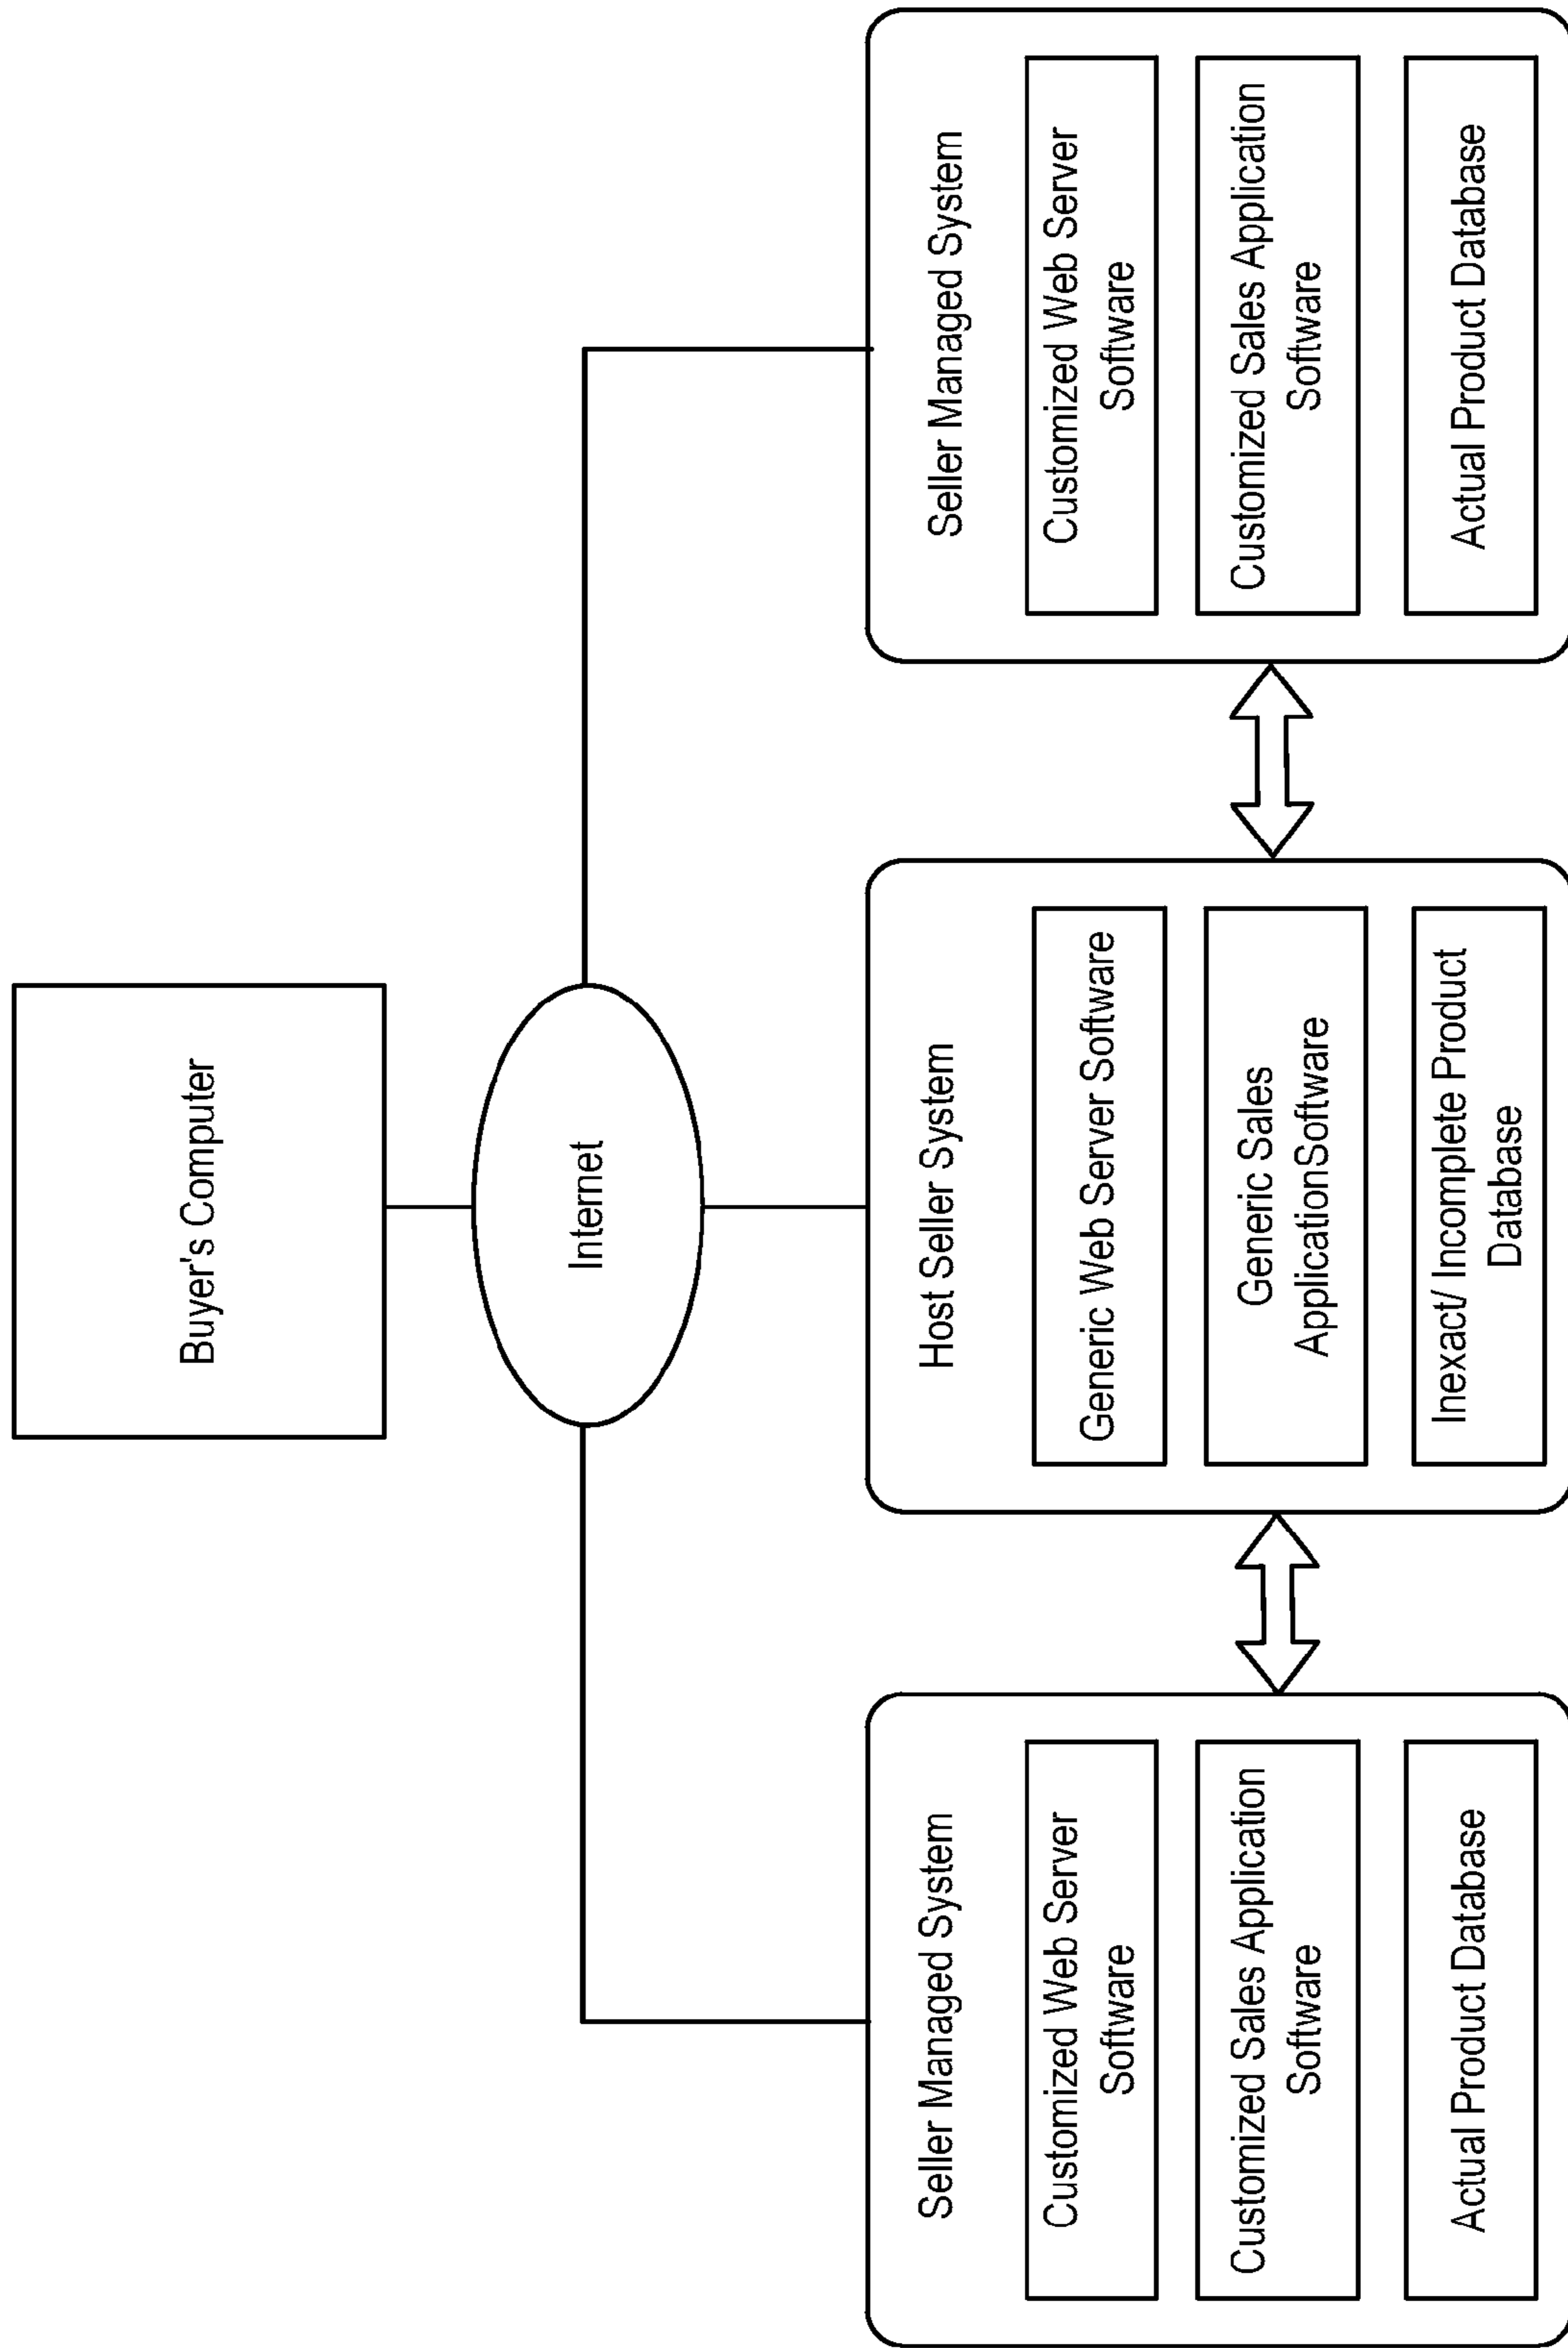 Buyer's Computer
Internet
Seller Managed System
Customized Web Server
Software
Customized Sales Application
Software
Actual Product Database
Host Seller System
Generic Web Server Software
Generic Sales
ApplicationSoftware
Inexact/ Incomplete Product
Database
Seller Managed System
Customized Web Server
Software
Customized Sales Application
Software
Actual Product Database